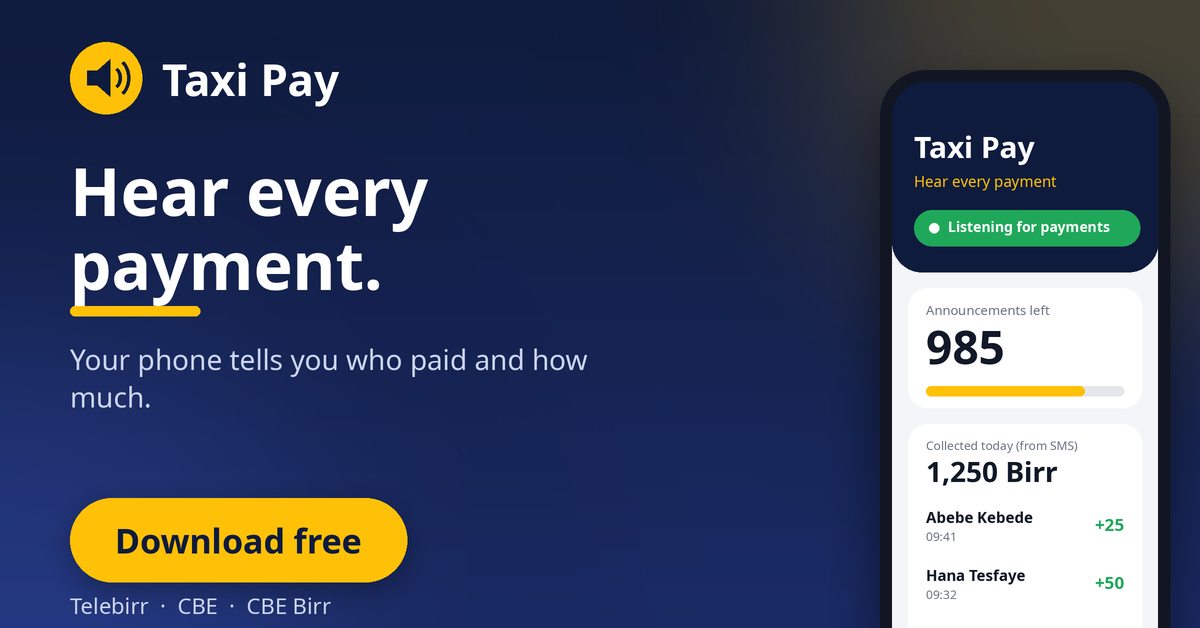 Taxi Pay
Hear every
payment.
Your phone tells you who paid and how
much.
Download free
Telebirr · CBE · CBE Birr
Taxi Pay
Hear every payment
Listening for payments
Announcements left
985
Collected today (from SMS)
1,250 Birr
Abebe Kebede
+25
09:41
Hana Tesfaye
+50
09:32